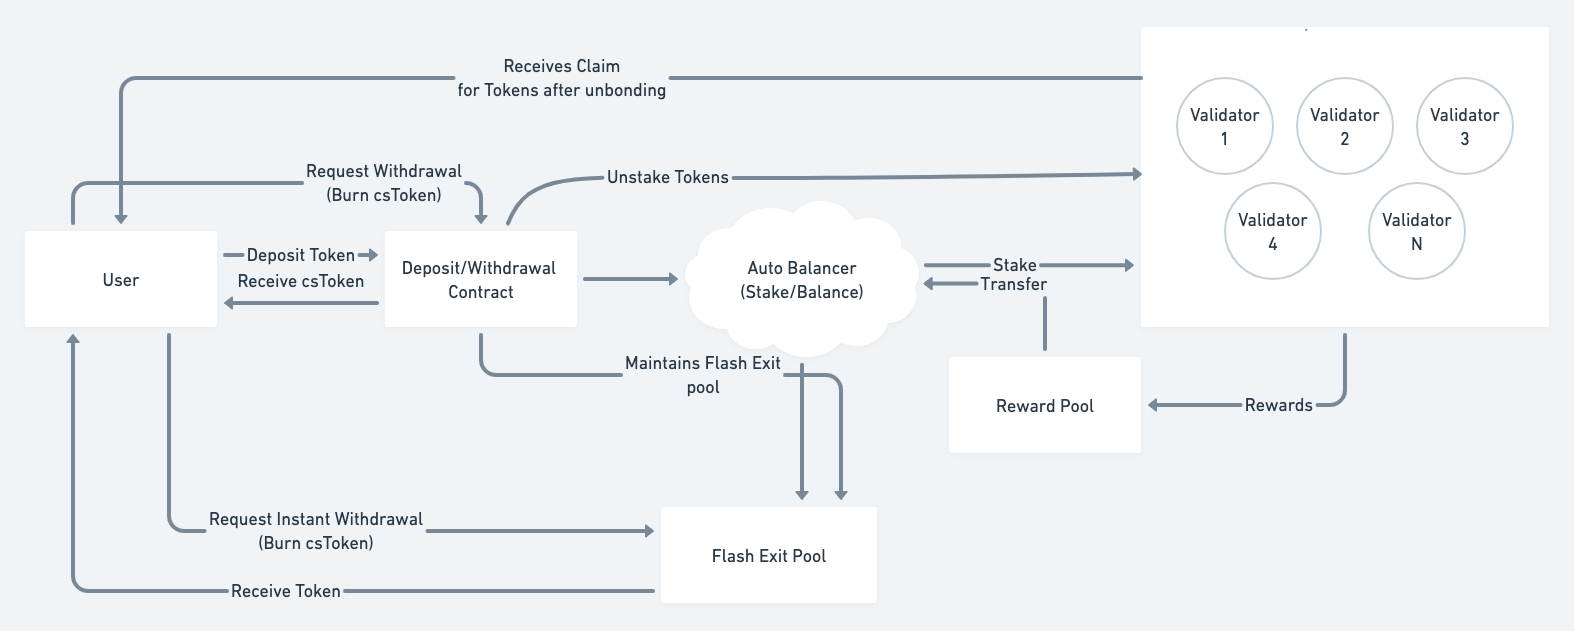 Receives Claim
for Tokens after unbonding
Validator
1
Validator
2
Validator
3
Request Withdrawal
(Burn csToken)
Unstake Tokens
Validator
4
Validator
N
User
Deposit Token
Receive csToken
Deposit/Withdrawal
Contract
Auto Balancer
(Stake/Balance)
Stake
Transfer
Maintains Flash Exit
pool
Reward Pool
Rewards
Request Instant Withdrawal
(Burn csToken)
Flash Exit Pool
Receive Token